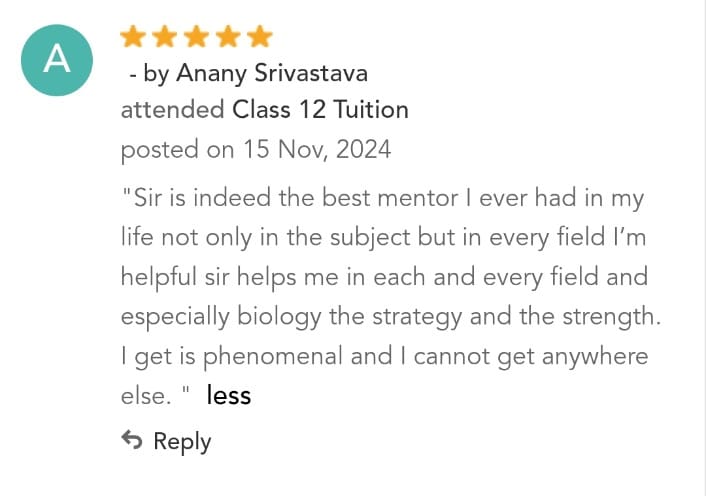 A
- by Anany Srivastava
attended Class 12 Tuition
posted on 15 Nov, 2024
"Sir is indeed the best mentor I ever had in my
life not only in the subject but in every field I'm
helpful sir helps me in each and every field and
especially biology the strategy and the strength.
I get is phenomenal and I cannot get anywhere
else. " less
Reply